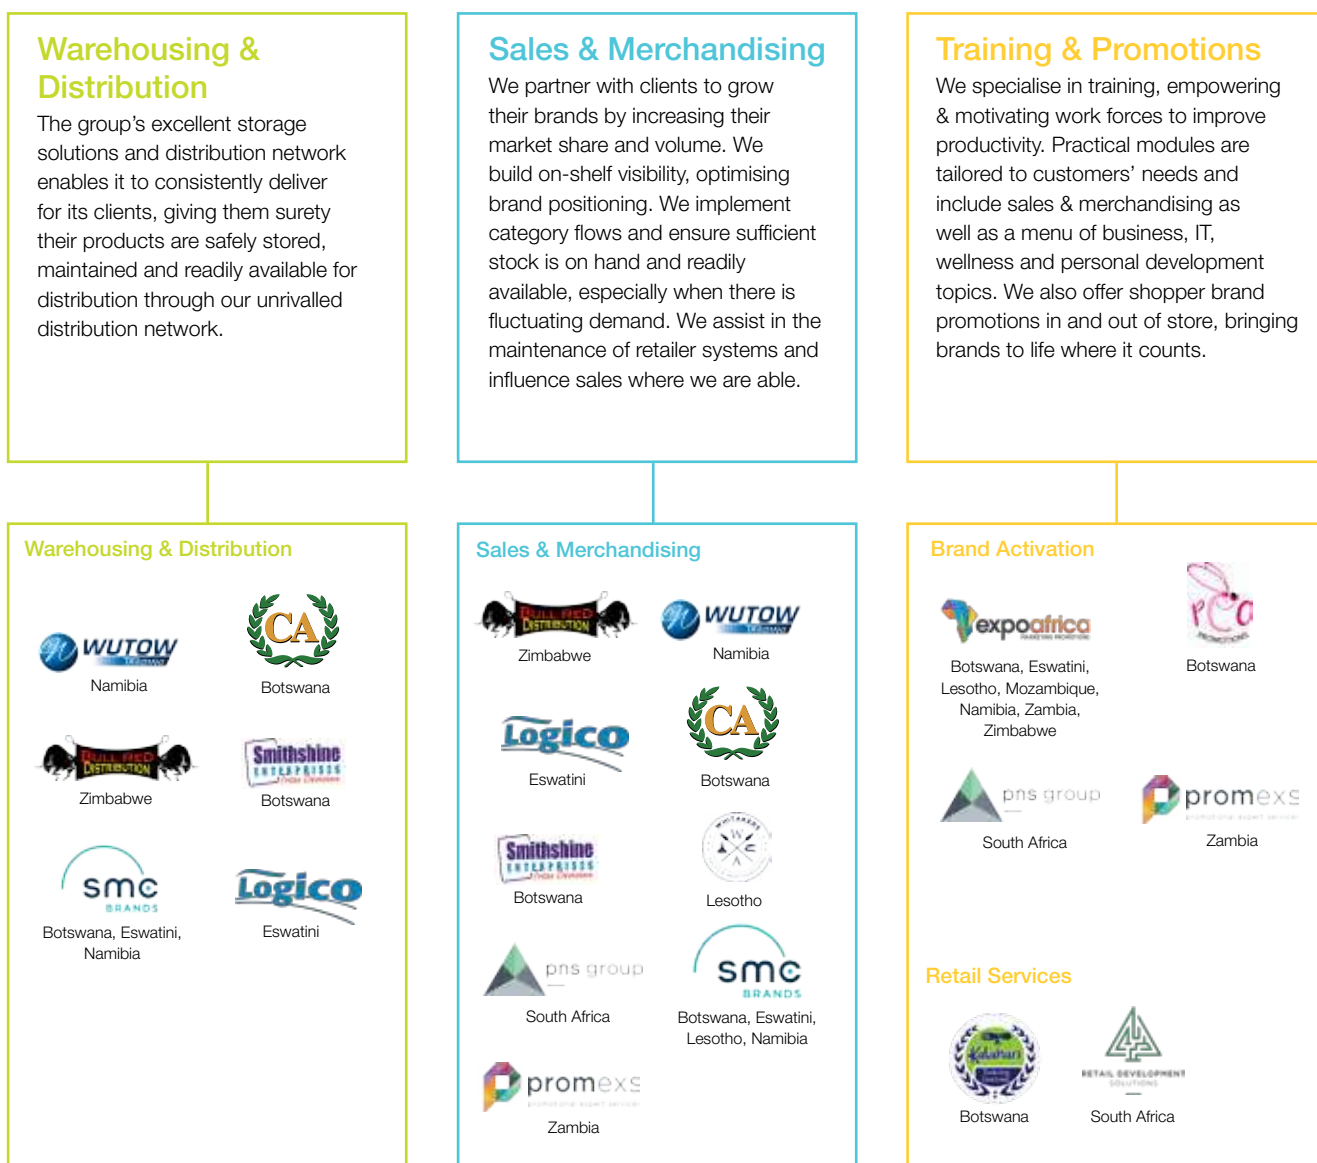 Warehousing &
Distribution
The group's excellent storage
solutions and distribution network
enables it to consistently deliver
for its clients, giving them surety
their products are safely stored,
maintained and readily available for
distribution through our unrivalled
distribution network.
Sales & Merchandising
We partner with clients to grow
their brands by increasing their
market share and volume. We
build on-shelf visibility, optimising
brand positioning. We implement
category flows and ensure sufficient
stock is on hand and readily
available, especially when there is
fluctuating demand. We assist in the
maintenance of retailer systems and
influence sales where we are able.
Training & Promotions
We specialise in training, empowering
& motivating work forces to improve
productivity. Practical modules are
tailored to customers' needs and
include sales & merchandising as
well as a menu of business, IT,
wellness and personal development
topics. We also offer shopper brand
promotions in and out of store, bringing
brands to life where it counts.
Warehousing & Distribution
WUTOW
TRADING
Namibia
CA
Botswana
BULL RED
DISTRIBUTION
Zimbabwe
Smithshine
ENTERPRISES
Botswana
smc
BRANDS
Botswana, Eswatini,
Namibia
Logico
Eswatini
Sales & Merchandising
BULL RED
DISTRIBUTION
Zimbabwe
WUTOW
TRADING
Namibia
Logico
Eswatini
CA
Botswana
Smithshine
ENTERPRISES
Botswana
WHITAKERS
Lesotho
pns group
South Africa
smc
BRANDS
Botswana, Eswatini,
Lesotho, Namibia
promexs
Zambia
Brand Activation
expoafrica
Botswana, Eswatini,
Lesotho, Mozambique,
Namibia, Zambia,
Zimbabwe
PCO
PROMOTIONS
Botswana
pns group
South Africa
promexs
Zambia
Retail Services
Kalahari
Botswana
RETAIL DEVELOPMENT
SOLUTIONS
South Africa